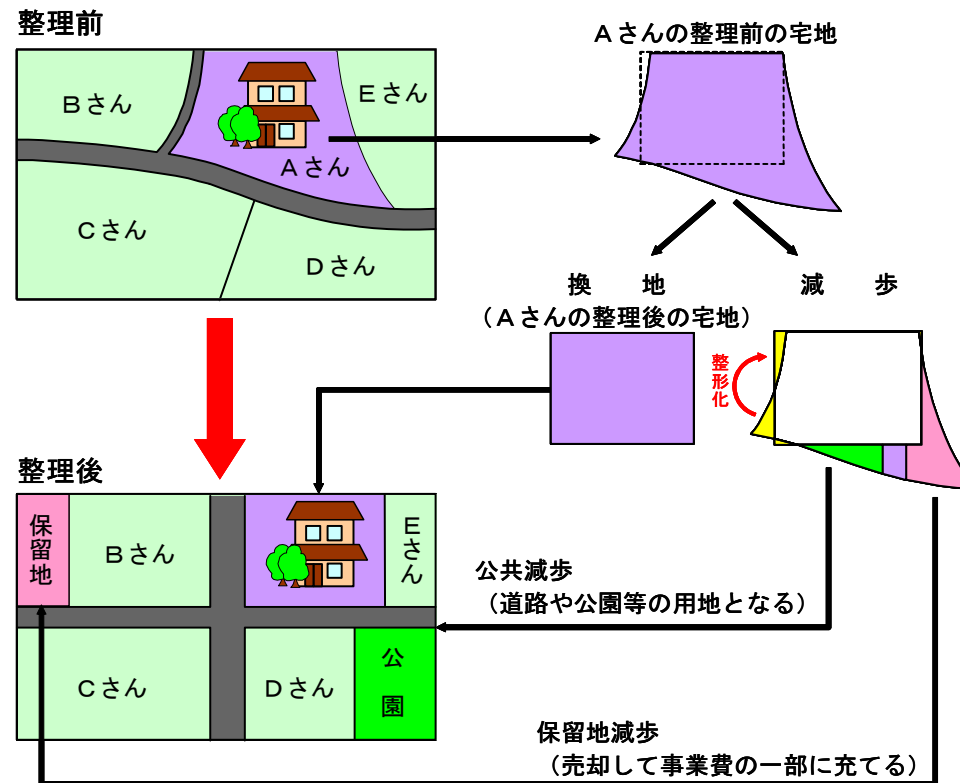 整理前
Bさん
Eさん
Aさん
Cさん
Dさん
Aさんの整理前の宅地
換地
(Aさんの整理後の宅地)
減歩
整形化
整理後
保留地
Bさん
Eさん
Cさん
Dさん
公園
公共減歩
(道路や公園等の用地となる)
保留地減歩
(売却して事業費の一部に充てる)